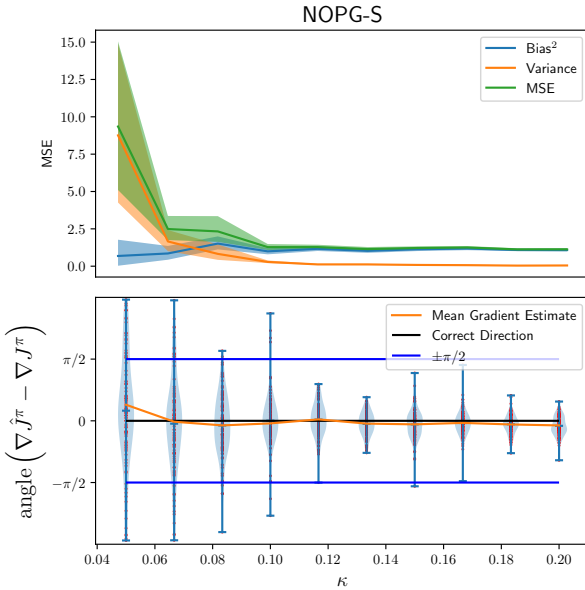 NOPG-S
15.0
12.5
10.0
7.5
5.0
2.5
0.0
MSE
Bias²
Variance
MSE
π/2
0
−π/2
angle (∇Ĵ^π − ∇J^π)
Mean Gradient Estimate
Correct Direction
±π/2
0.04 0.06 0.08 0.10 0.12 0.14 0.16 0.18 0.20
κ